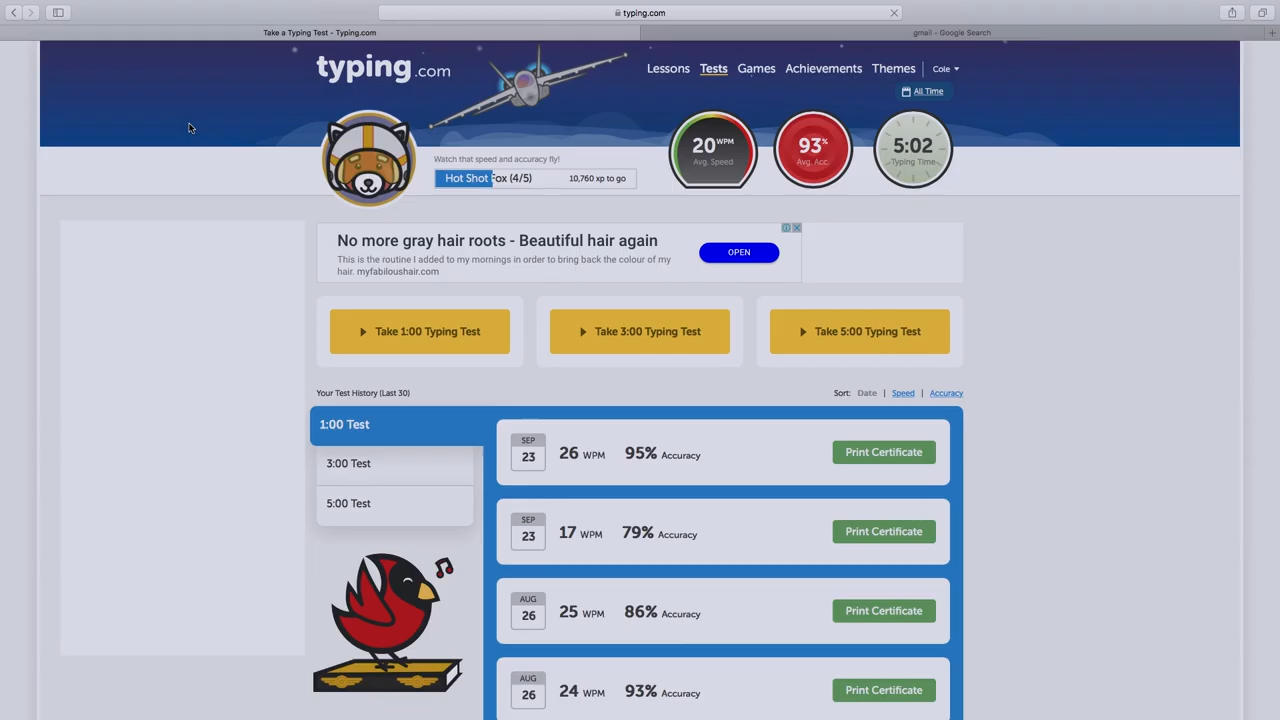 typing.com
Take a Typing Test - Typing.com
gmail - Google Search
typing.com
Lessons
Tests
Games
Achievements
Themes
Cole
All Time
Watch that speed and accuracy fly!
Hot Shot Fox (4/5)
10,760 xp to go
20 WPM
Avg. Speed
93%
Avg. Acc.
5:02
Typing Time
No more gray hair roots - Beautiful hair again
This is the routine I added to my mornings in order to bring back the colour of my
hair. myfabiloushair.com
OPEN
Take 1:00 Typing Test
Take 3:00 Typing Test
Take 5:00 Typing Test
Your Test History (Last 30)
Sort: Date | Speed | Accuracy
1:00 Test
3:00 Test
5:00 Test
SEP
23
26 WPM
95% Accuracy
Print Certificate
SEP
23
17 WPM
79% Accuracy
Print Certificate
AUG
26
25 WPM
86% Accuracy
Print Certificate
AUG
26
24 WPM
93% Accuracy
Print Certificate